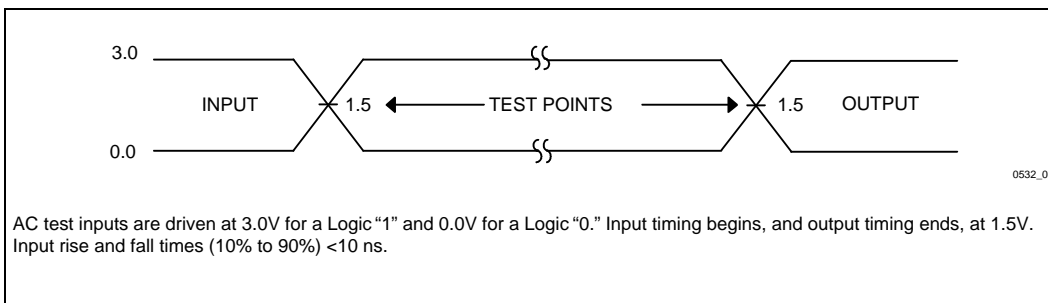 3.0
INPUT 1.5 TEST POINTS 1.5 OUTPUT
0.0
0532_0
AC test inputs are driven at 3.0V for a Logic “1” and 0.0V for a Logic “0.” Input timing begins, and output timing ends, at 1.5V.
Input rise and fall times (10% to 90%) <10 ns.